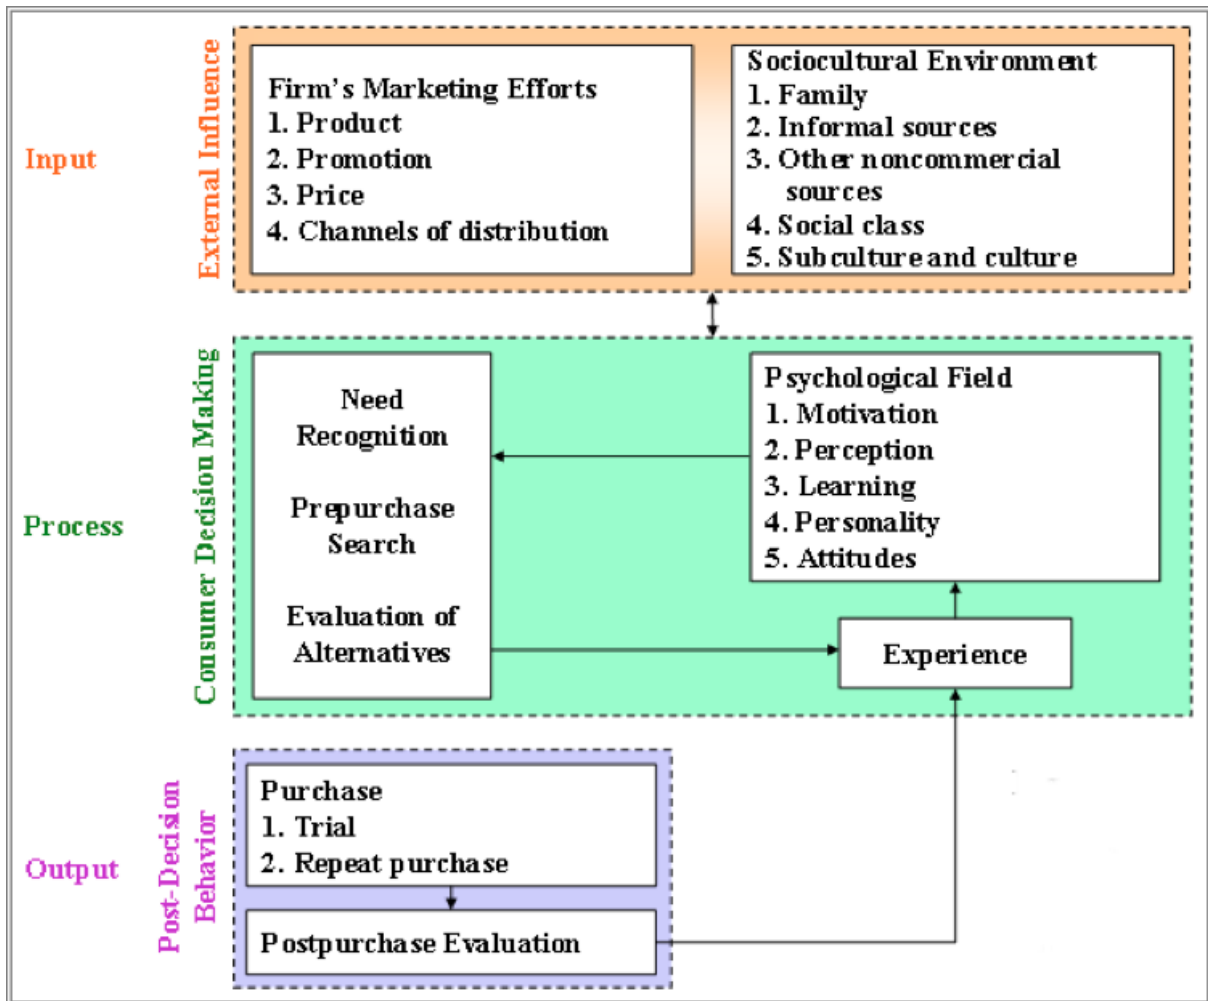 Input
External Influence
Firm's Marketing Efforts
1. Product
2. Promotion
3. Price
4. Channels of distribution
Sociocultural Environment
1. Family
2. Informal sources
3. Other noncommercial
sources
4. Social class
5. Subculture and culture
Process
Consumer Decision Making
Need
Recognition
Prepurchase
Search
Evaluation of
Alternatives
Psychological Field
1. Motivation
2. Perception
3. Learning
4. Personality
5. Attitudes
Experience
Output
Post-Decision
Behavior
Purchase
1. Trial
2. Repeat purchase
Postpurchase Evaluation